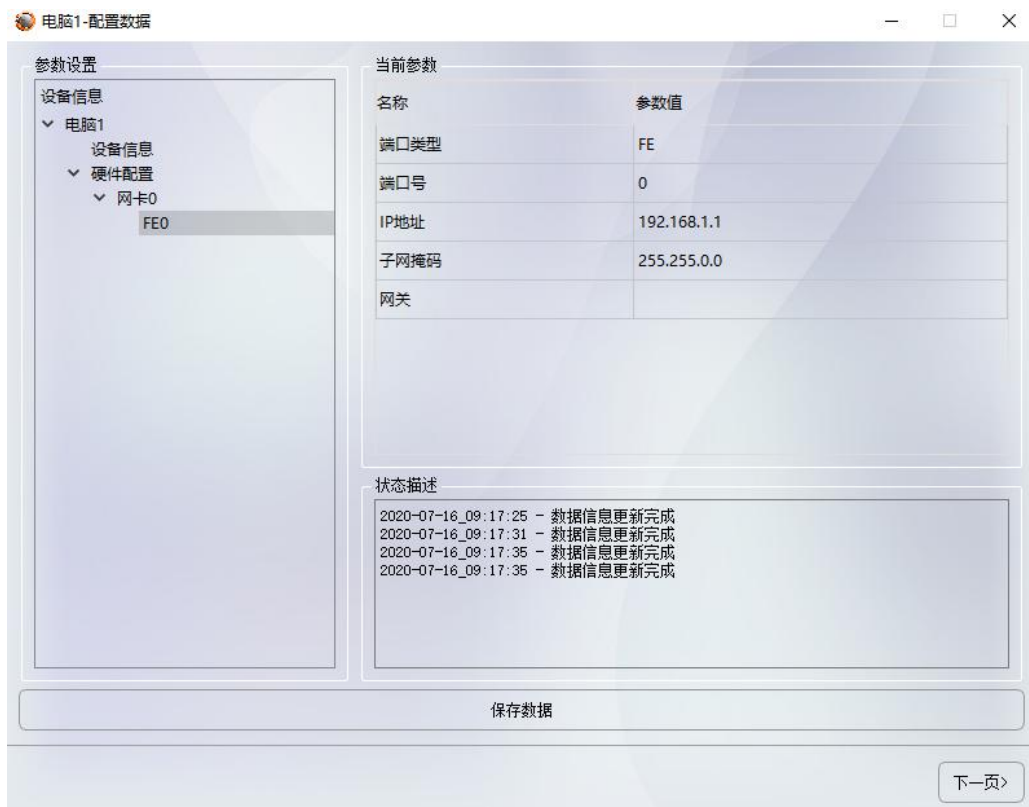 电脑1-配置数据
参数设置
设备信息
电脑1
设备信息
硬件配置
网卡0
FE0
当前参数
名称 参数值
端口类型 FE
端口号 0
IP地址 192.168.1.1
子网掩码 255.255.0.0
网关
状态描述
2020-07-16_09:17:25 - 数据信息更新完成
2020-07-16_09:17:31 - 数据信息更新完成
2020-07-16_09:17:35 - 数据信息更新完成
2020-07-16_09:17:35 - 数据信息更新完成
保存数据
下一页>